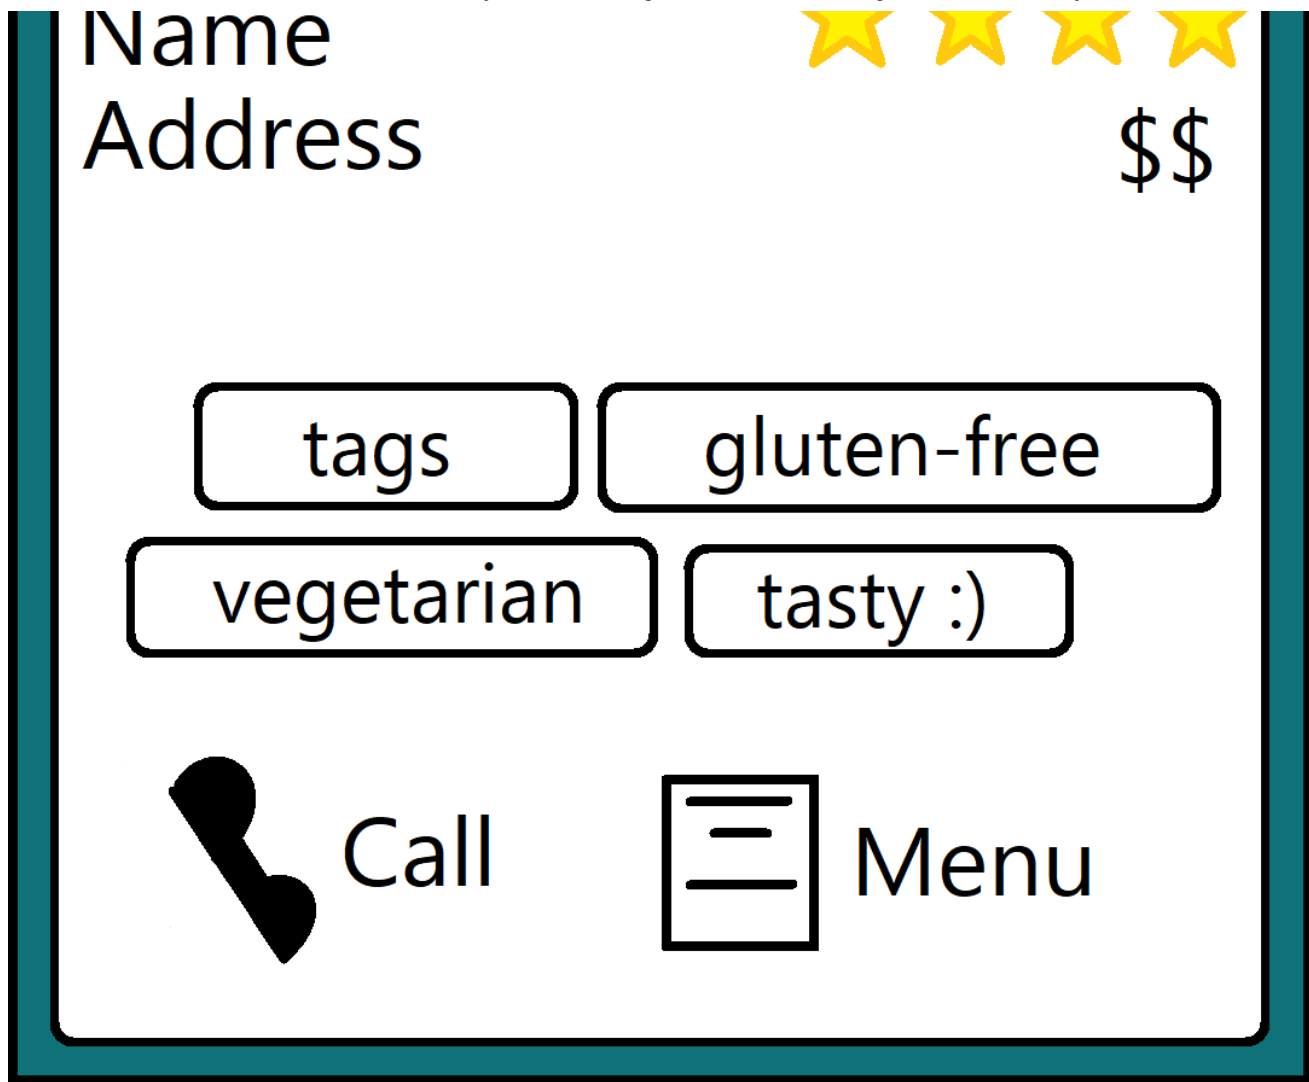 Name
Address $$
tags gluten-free
vegetarian tasty :)
Call Menu